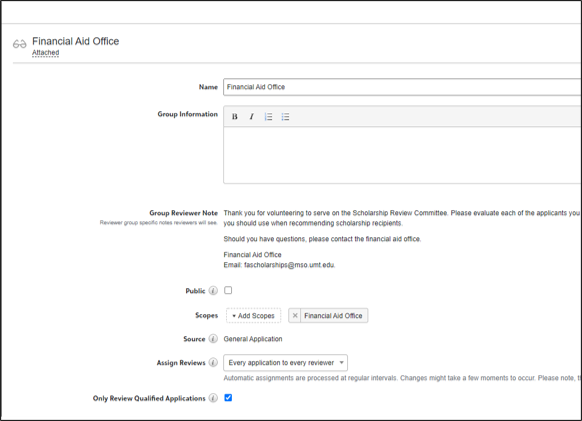 Financial Aid Office
Attached
Name Financial Aid Office
Group Information B I
Group Reviewer Note Thank you for volunteering to serve on the Scholarship Review Committee. Please evaluate each of the applicants you
Reviewer group specific notes reviewers will see. you should use when recommending scholarship recipients.
Should you have questions, please contact the financial aid office.
Financial Aid Office
Email: fascholarships@mso.umt.edu.
Public i
Scopes i Add Scopes × Financial Aid Office
Source i General Application
Assign Reviews i Every application to every reviewer
Automatic assignments are processed at regular intervals. Changes might take a few moments to occur. Please note, t
Only Review Qualified Applications i